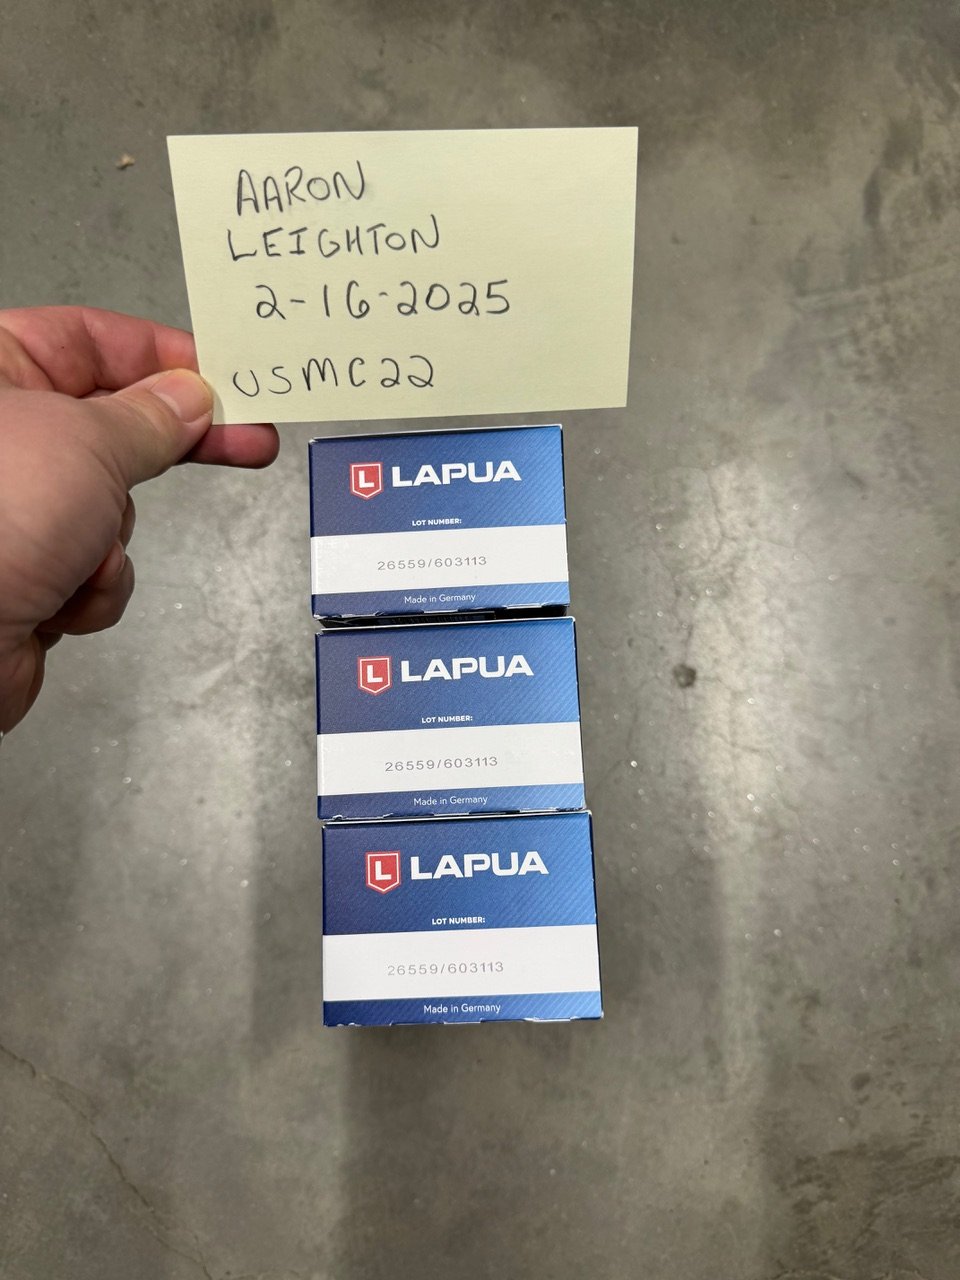 AARON
LEIGHTON
2-16-2025
USMC22
L LAPUA
LOT NUMBER:
26559/603113
Made in Germany
L LAPUA
LOT NUMBER:
26559/603113
Made in Germany
L LAPUA
LOT NUMBER:
26559/603113
Made in Germany